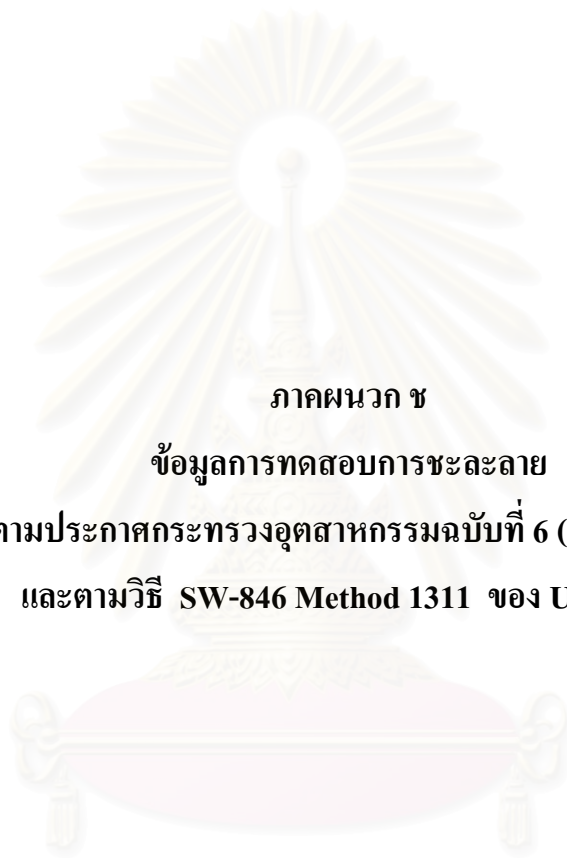 ภาคผนวก ช
ข้อมูลการทดสอบการชะละลาย
ตามประกาศกระทรวงอุตสาหกรรมฉบับที่ 6 (
และตามวิธี SW-846 Method 1311 ของ U